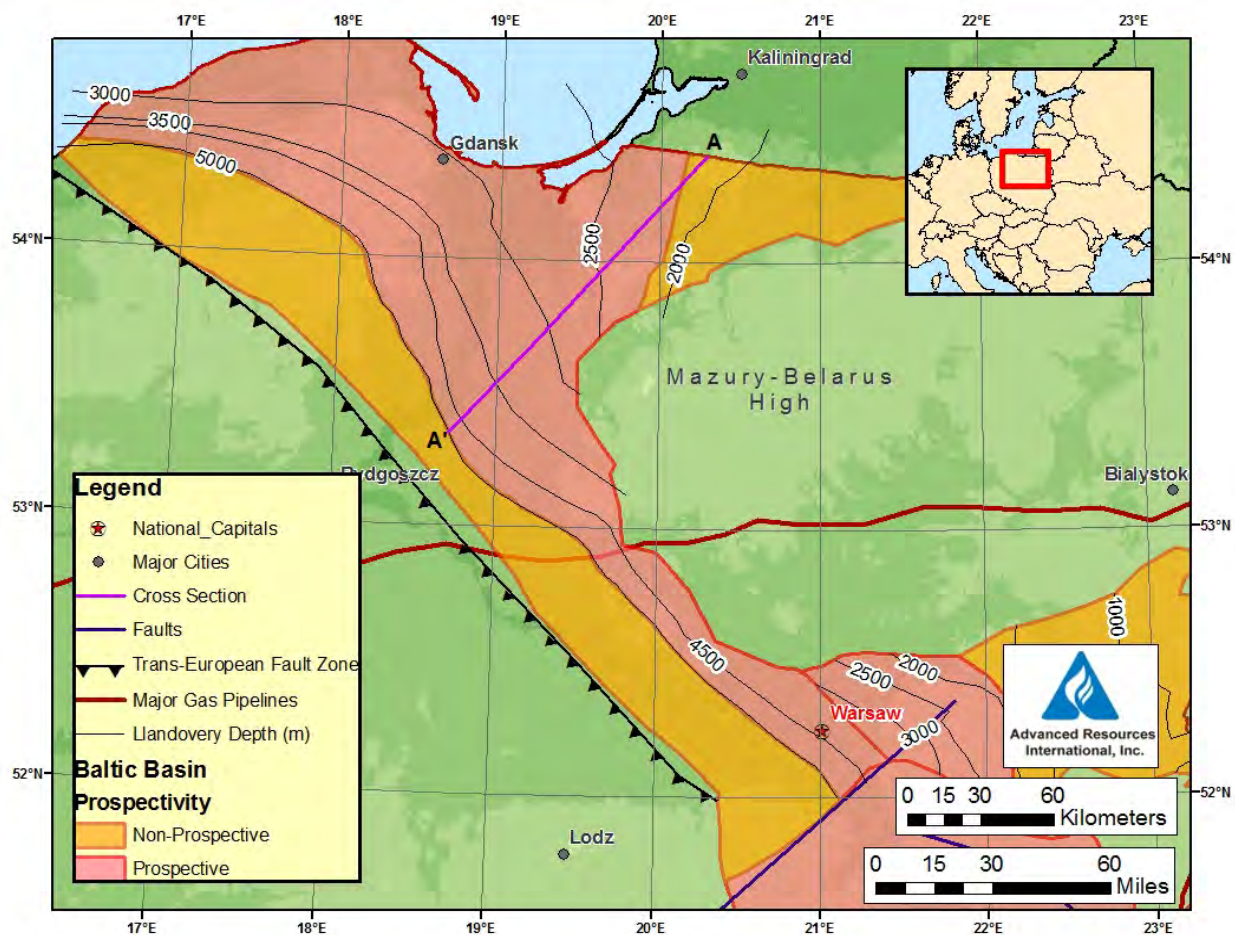 17°E 18°E 19°E 20°E 21°E 22°E 23°E
Kaliningrad
3000
3500
5000
Gdansk
A
54°N
2500
2000
54°N
Mazury-Belarus
High
A'
Bydgoszcz
Bialystok
53°N
53°N
Legend
National_Capitals
Major Cities
Cross Section
Faults
Trans-European Fault Zone
Major Gas Pipelines
Llandovery Depth (m)
Baltic Basin
Prospectivity
Non-Prospective
Prospective
1000
4500
2500
2000
Warsaw
3000
Advanced Resources
International, Inc.
52°N
52°N
0 15 30 60
Kilometers
0 15 30 60
Miles
Lodz
17°E 18°E 19°E 20°E 21°E 22°E 23°E